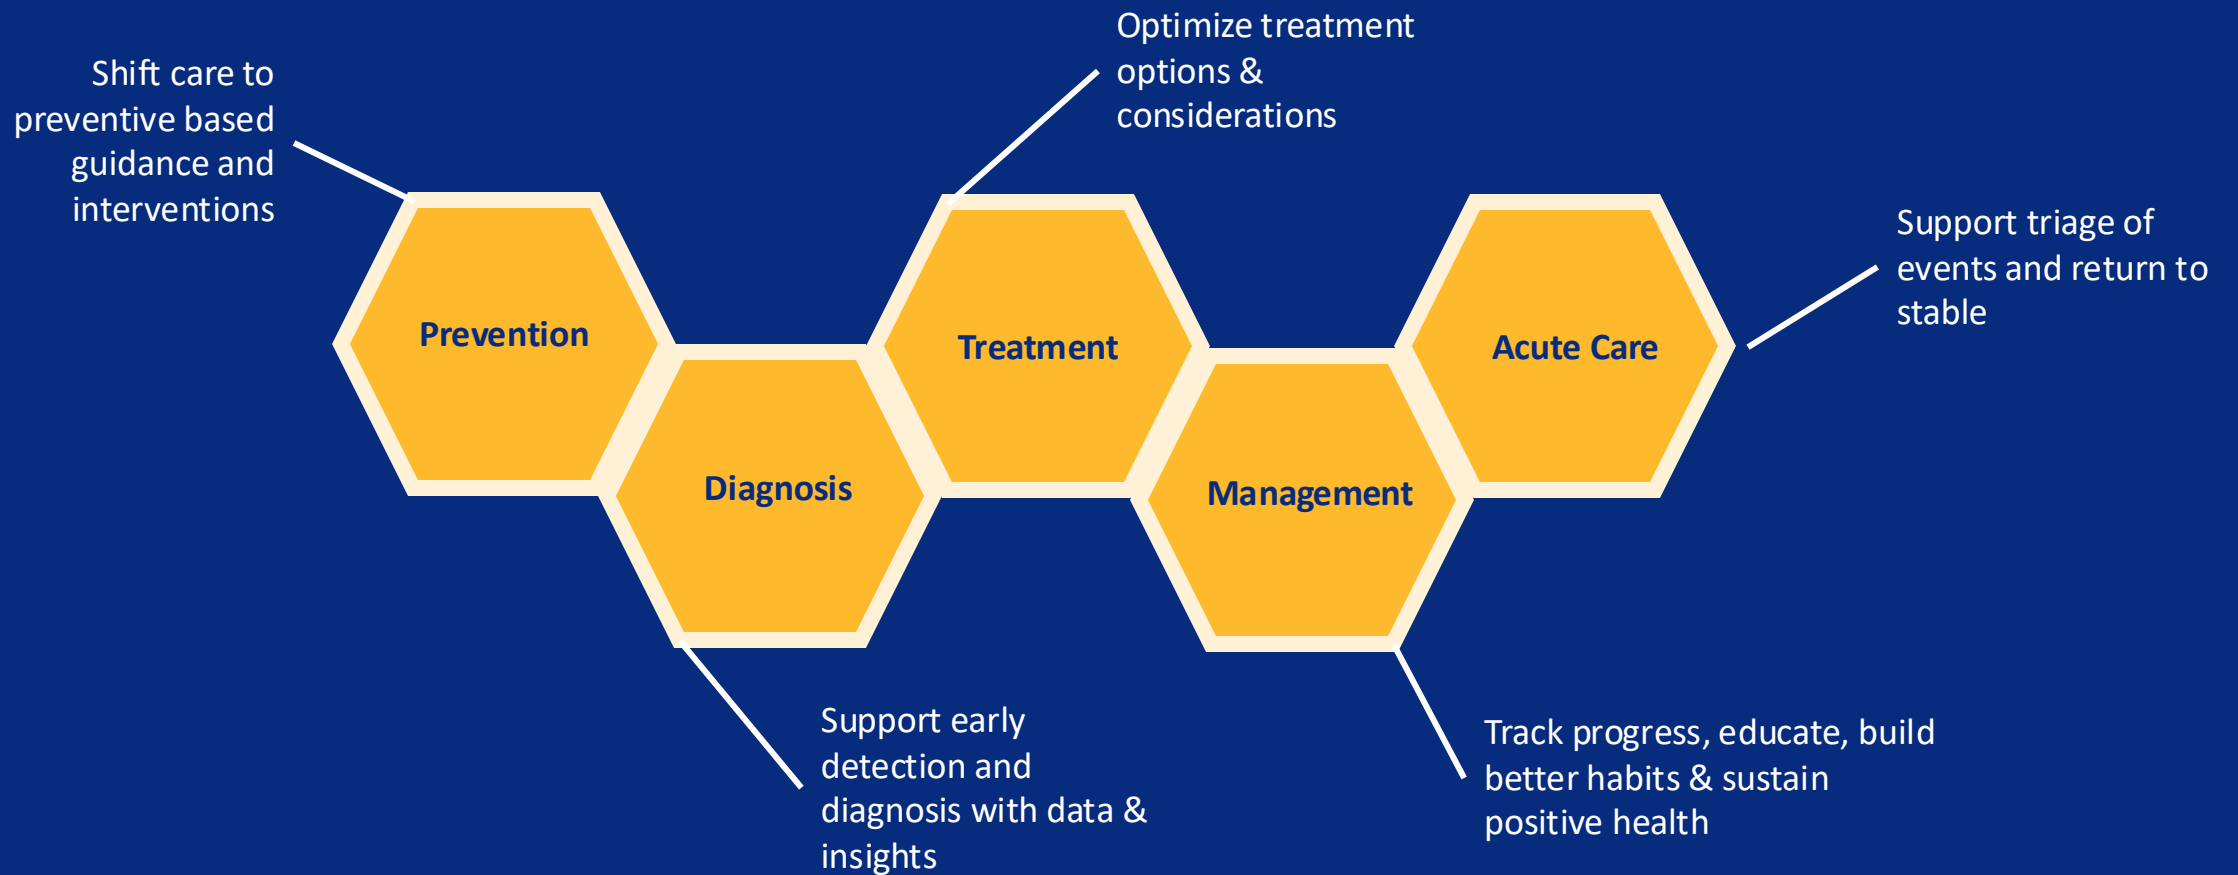 Shift care to
preventive based
guidance and
interventions
Prevention
Support early
detection and
diagnosis with data &
insights
Diagnosis
Optimize treatment
options &
considerations
Treatment
Track progress, educate, build
better habits & sustain
positive health
Management
Support triage of
events and return to
stable
Acute Care